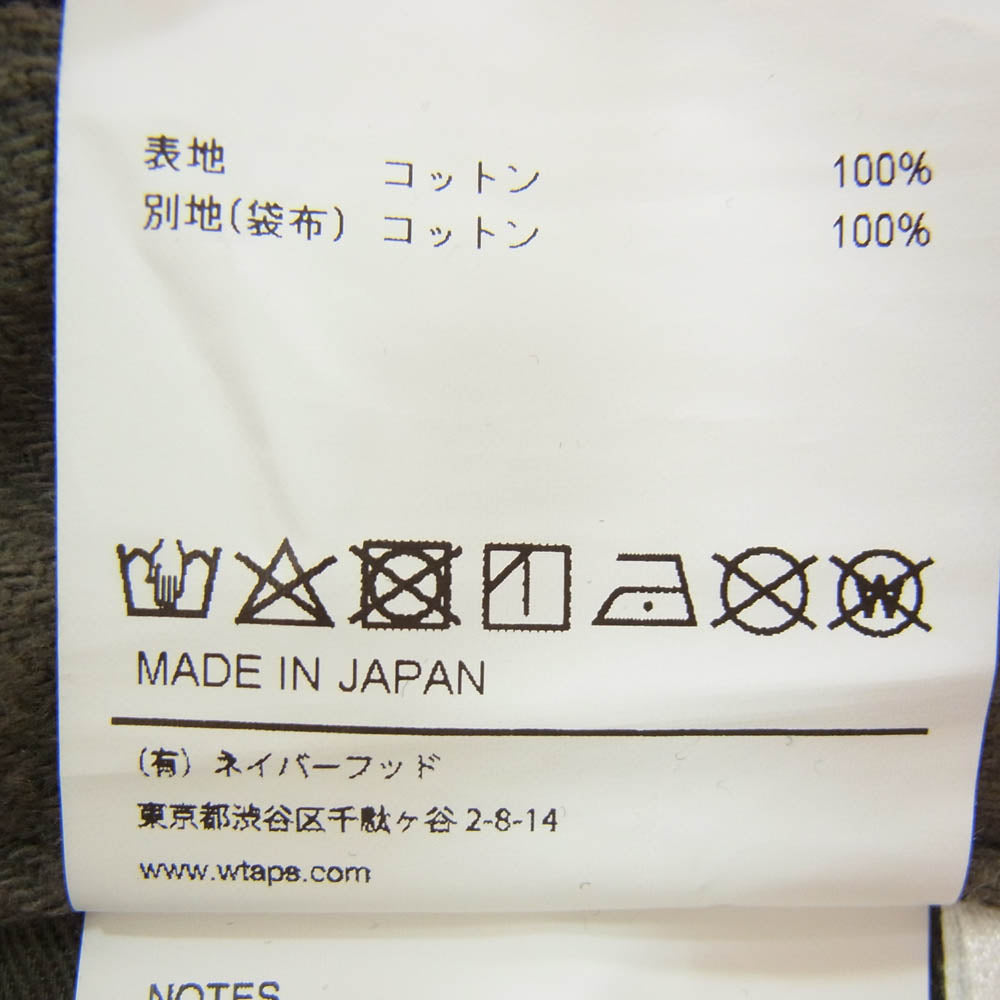 表地 コットン 100%
別地(袋布) コットン 100%
W
MADE IN JAPAN
(有) ネイバーフッド
東京都渋谷区千駄ヶ谷 2-8-14
www.wtaps.com
NOTES